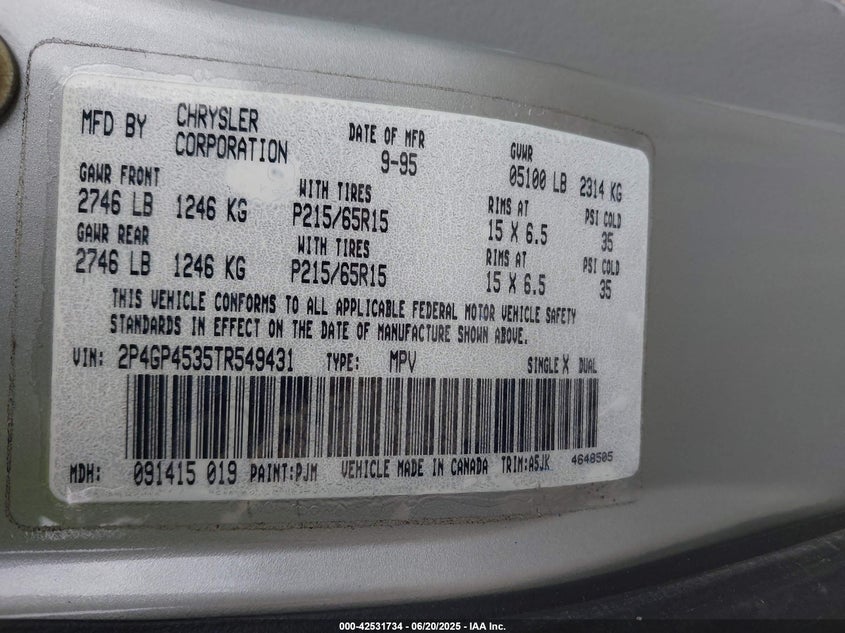 MFD BY CHRYSLER CORPORATION DATE OF MFR 9-95 GVWR 05100 LB 2314 KG
GAWR FRONT WITH TIRES RIMS AT PSI COLD
2746 LB 1246 KG P215/65R15 15 X 6.5 35
GAWR REAR WITH TIRES RIMS AT PSI COLD
2746 LB 1246 KG P215/65R15 15 X 6.5 35
THIS VEHICLE CONFORMS TO ALL APPLICABLE FEDERAL MOTOR VEHICLE SAFETY
STANDARDS IN EFFECT ON THE DATE OF MANUFACTURE SHOWN ABOVE.
VIN: 2P4GP4535TR549431 TYPE: MPV SINGLE X DUAL
MDH: 091415 019 PAINT:PJM VEHICLE MADE IN CANADA TRIM:A5JK 4648505
000-42531734 - 06/20/2025 - IAA Inc.